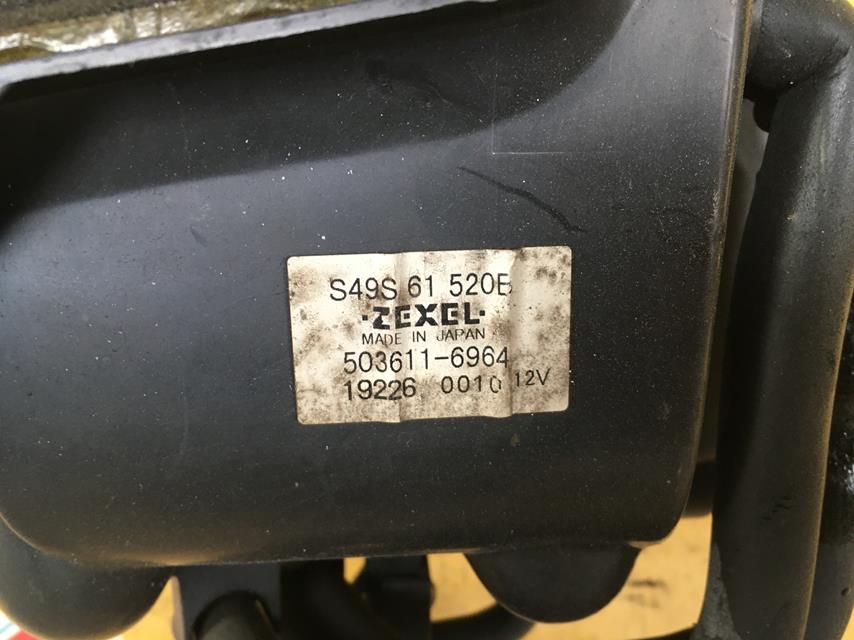 S49S 61 520B
·ZEXEL·
MADE IN JAPAN
503611-6964
19226 0010 12V